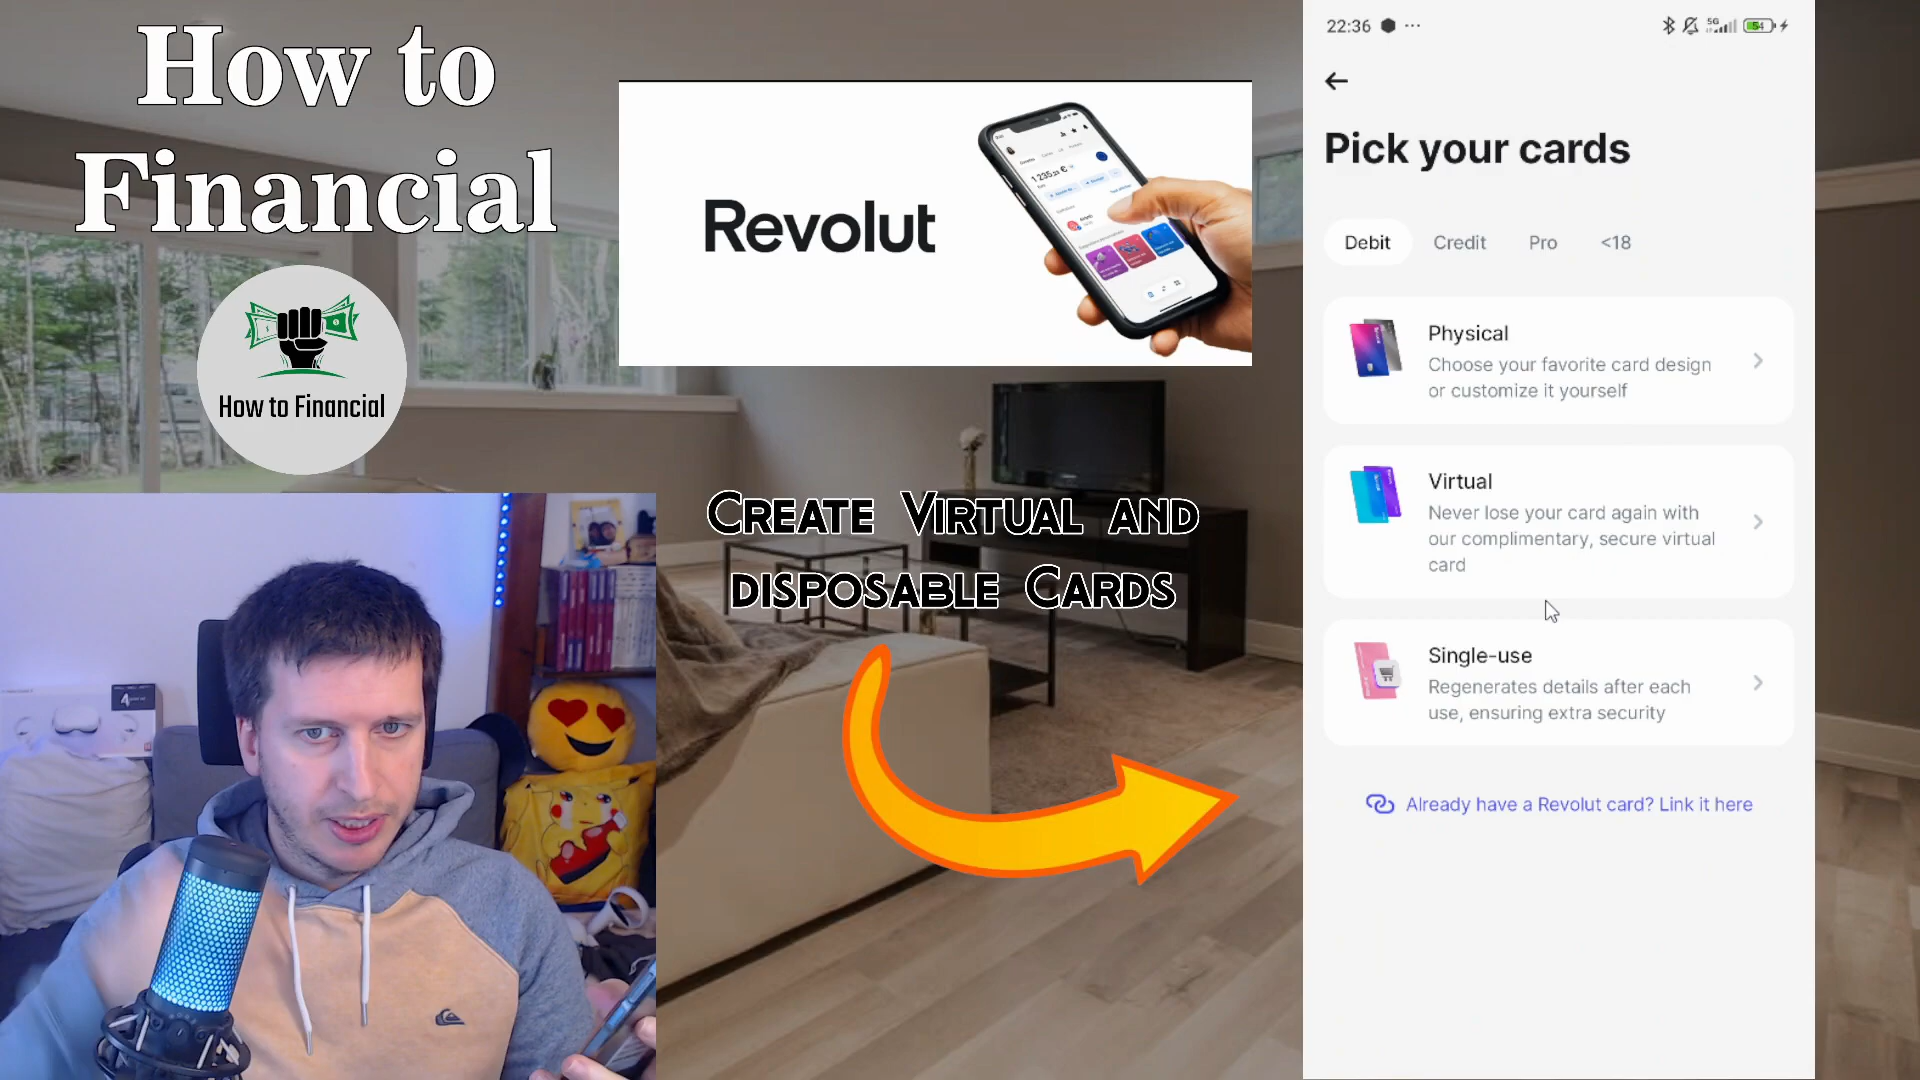 How to
Financial
How to Financial
Revolut
Create Virtual and
disposable Cards
22:36
5G
54
Pick your cards
Debit
Credit
Pro
<18
Physical
Choose your favorite card design
or customize it yourself
Virtual
Never lose your card again with
our complimentary, secure virtual
card
Single-use
Regenerates details after each
use, ensuring extra security
Already have a Revolut card? Link it here